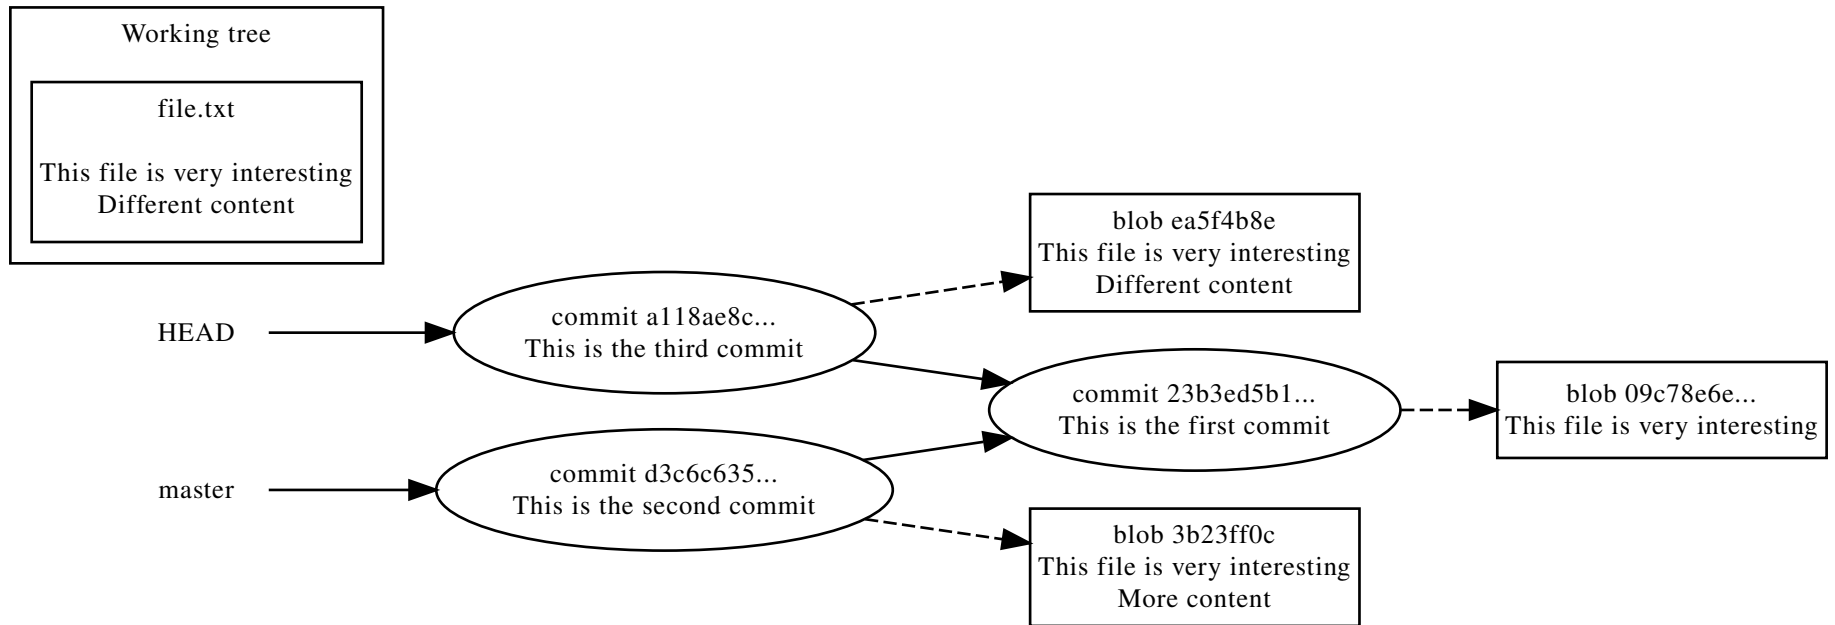 Working tree
file.txt
This file is very interesting
Different content
HEAD
master
commit a118ae8c...
This is the third commit
commit d3c6c635...
This is the second commit
blob ea5f4b8e
This file is very interesting
Different content
commit 23b3ed5b1...
This is the first commit
blob 3b23ff0c
This file is very interesting
More content
blob 09c78e6e...
This file is very interesting